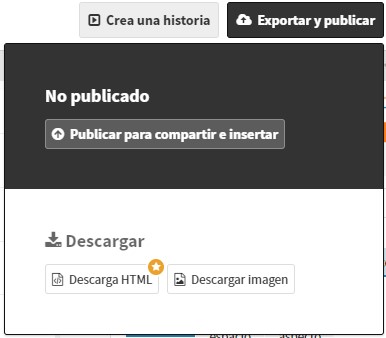 Crea una historia
Exportar y publicar
No publicado
Publicar para compartir e insertar
Descargar
Descarga HTML
Descargar imagen